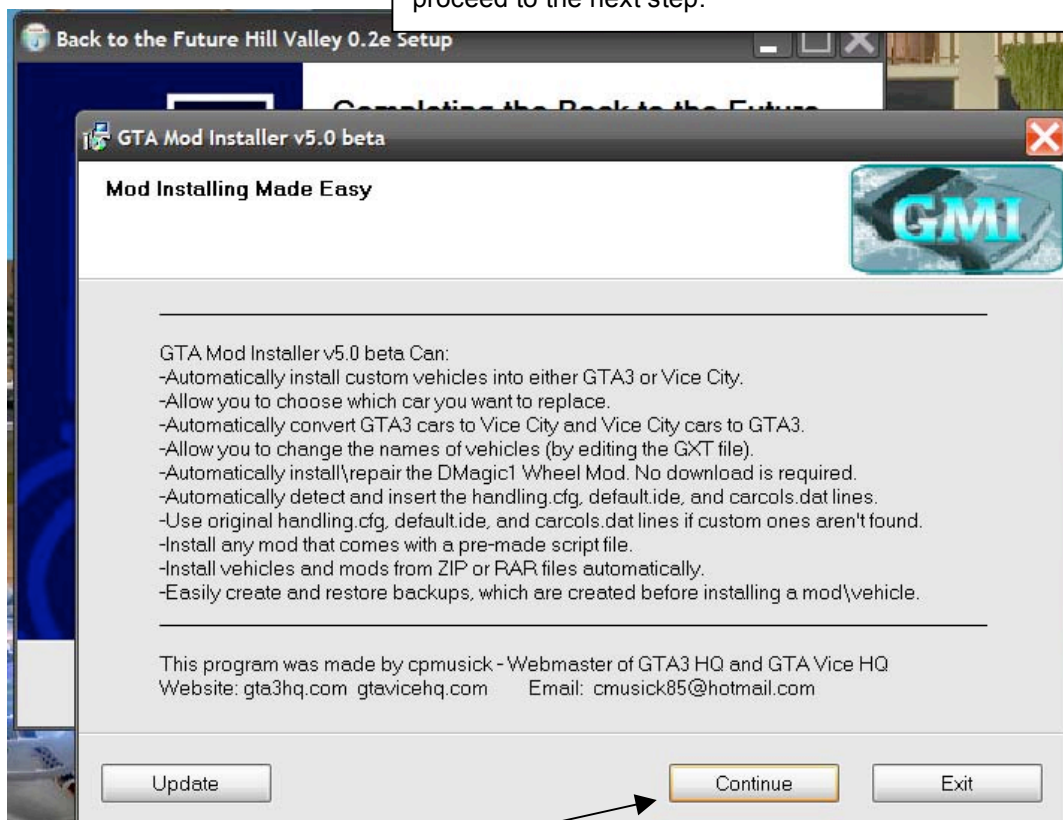 proceed to the next step.
Back to the Future Hill Valley 0.2e Setup
Completing the Back to the Future
GTA Mod Installer v5.0 beta
Mod Installing Made Easy
GMI
GTA Mod Installer v5.0 beta Can:
-Automatically install custom vehicles into either GTA3 or Vice City.
-Allow you to choose which car you want to replace.
-Automatically convert GTA3 cars to Vice City and Vice City cars to GTA3.
-Allow you to change the names of vehicles (by editing the GXT file).
-Automatically install\repair the DMagic1 Wheel Mod. No download is required.
-Automatically detect and insert the handling.cfg, default.ide, and carcols.dat lines.
-Use original handling.cfg, default.ide, and carcols.dat lines if custom ones aren't found.
-Install any mod that comes with a pre-made script file.
-Install vehicles and mods from ZIP or RAR files automatically.
-Easily create and restore backups, which are created before installing a mod\vehicle.
This program was made by cpmusick - Webmaster of GTA3 HQ and GTA Vice HQ
Website: gta3hq.com gtavicehq.com Email: cmusick85@hotmail.com
Update
Continue
Exit